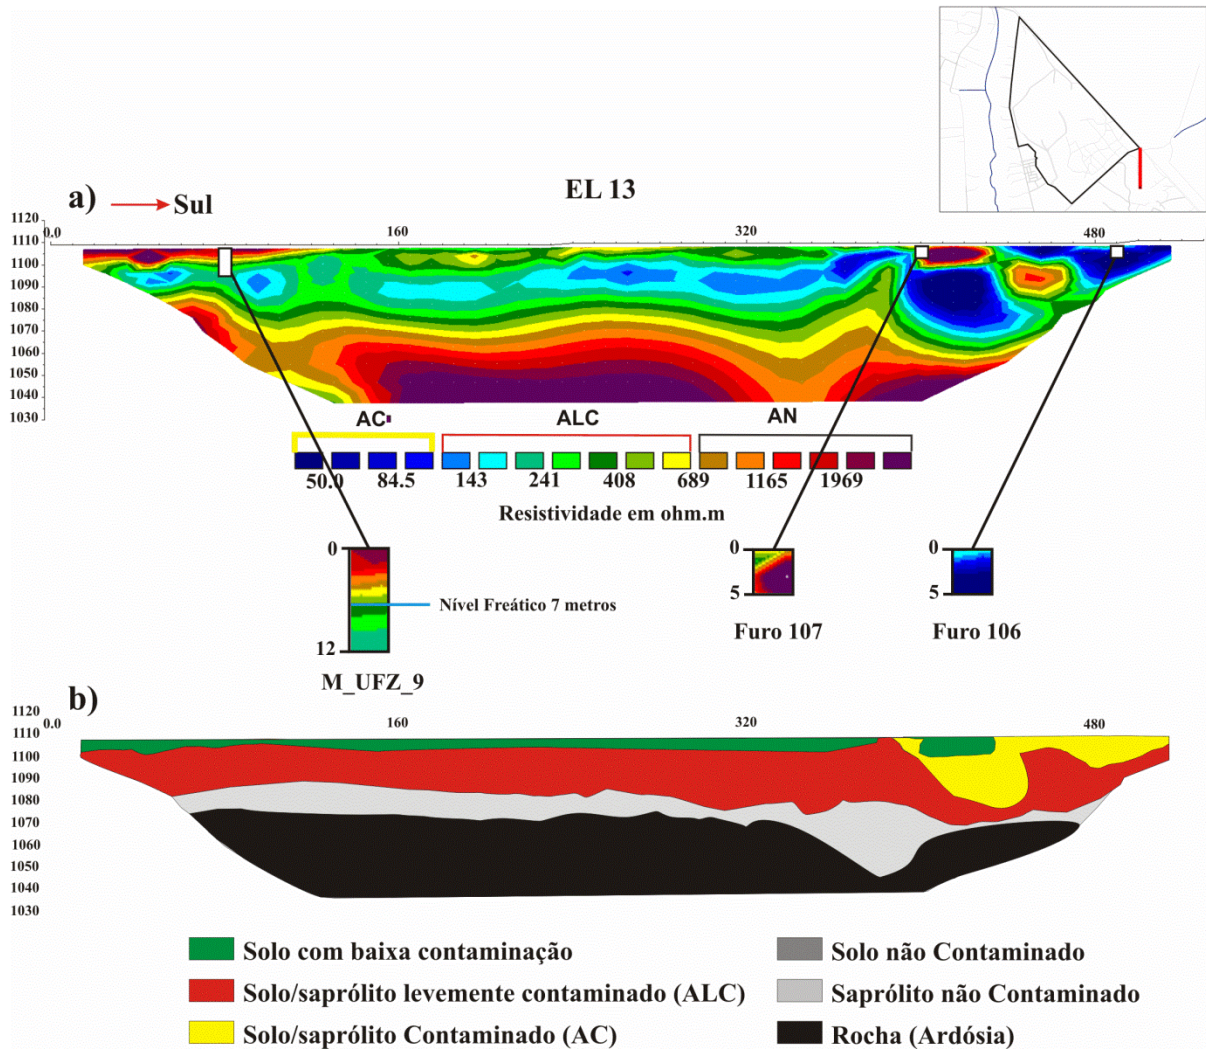 a)
Sul
EL 13
1120
1110
1100
1090
1080
1070
1060
1050
1040
1030
0.0 160 320 480
AC ALC AN
50.0 84.5 143 241 408 689 1165 1969
Resistividade em ohm.m
0
12
Nível Freático 7 metros
M_UFZ_9
0
5
Furo 107
0
5
Furo 106
b)
1120
1110
1100
1090
1080
1070
1060
1050
1040
1030
0.0 160 320 480
Solo com baixa contaminação
Solo/saprólito levemente contaminado (ALC)
Solo/saprólito Contaminado (AC)
Solo não Contaminado
Saprólito não Contaminado
Rocha (Ardósia)